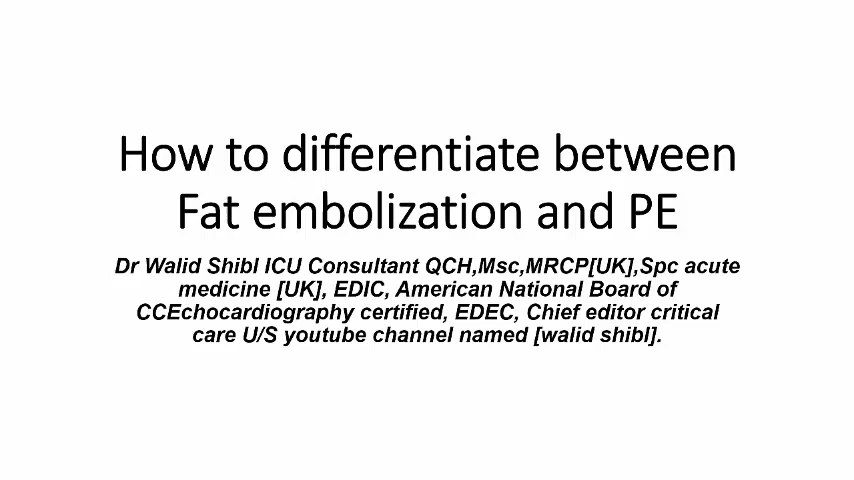 How to differentiate between
Fat embolization and PE
Dr Walid Shibl ICU Consultant QCH,Msc,MRCP[UK],Spc acute
medicine [UK], EDIC, American National Board of
CCEchocardiography certified, EDEC, Chief editor critical
care U/S youtube channel named [walid shibl].